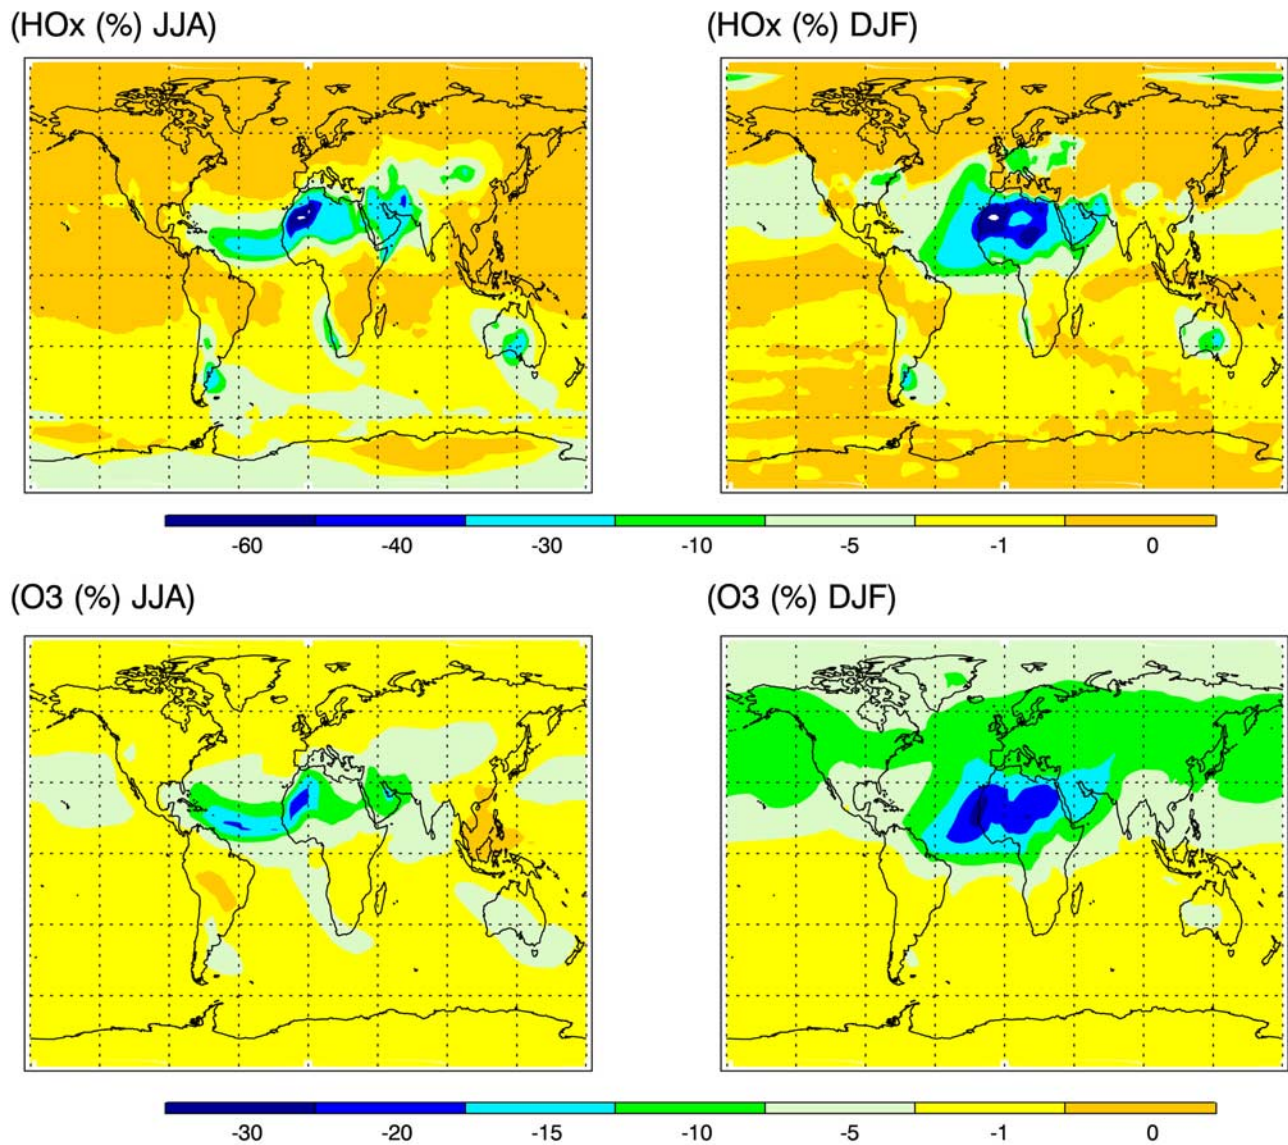 (HOx (%) JJA)
(HOx (%) DJF)
-60 -40 -30 -10 -5 -1 0
(O3 (%) JJA)
(O3 (%) DJF)
-30 -20 -15 -10 -5 -1 0